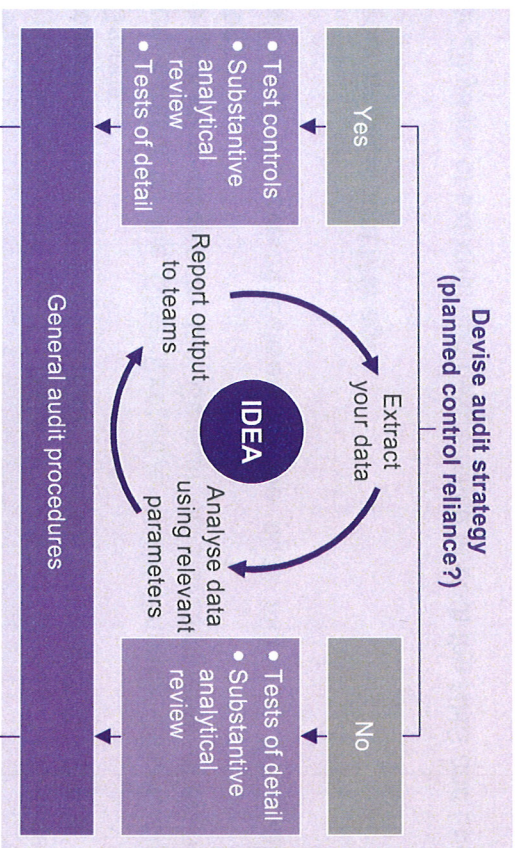 Devise audit strategy
(planned control reliance?)
Yes
No
• Test controls
• Substantive
analytical
review
• Tests of detail
Extract
your data
IDEA
Report output
to teams
Analyse data
using relevant
parameters
• Tests of detail
• Substantive
analytical
review
General audit procedures